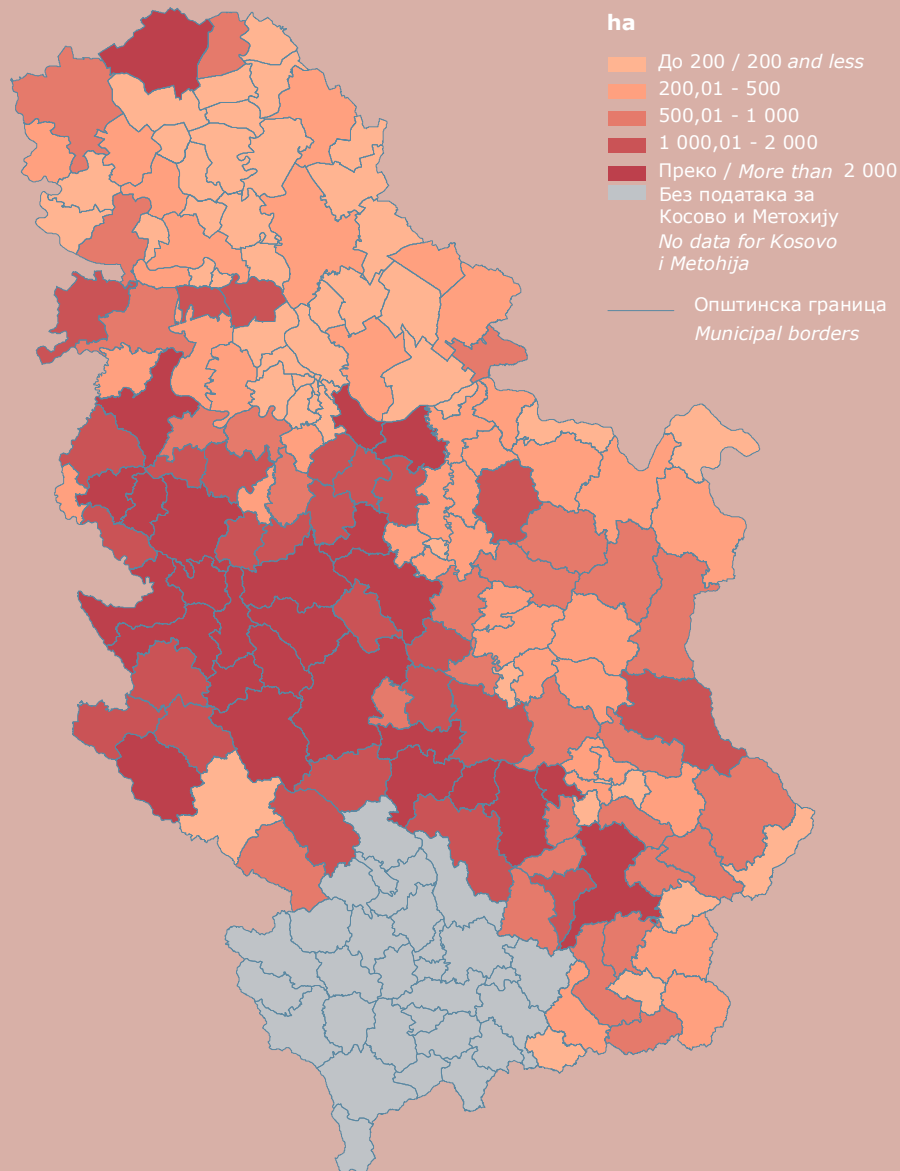 ha
До 200 / 200 and less
200,01 - 500
500,01 - 1 000
1 000,01 - 2 000
Преко / More than 2 000
Без података за
Косово и Метохију
No data for Kosovo
i Metohija
Општинска граница
Municipal borders